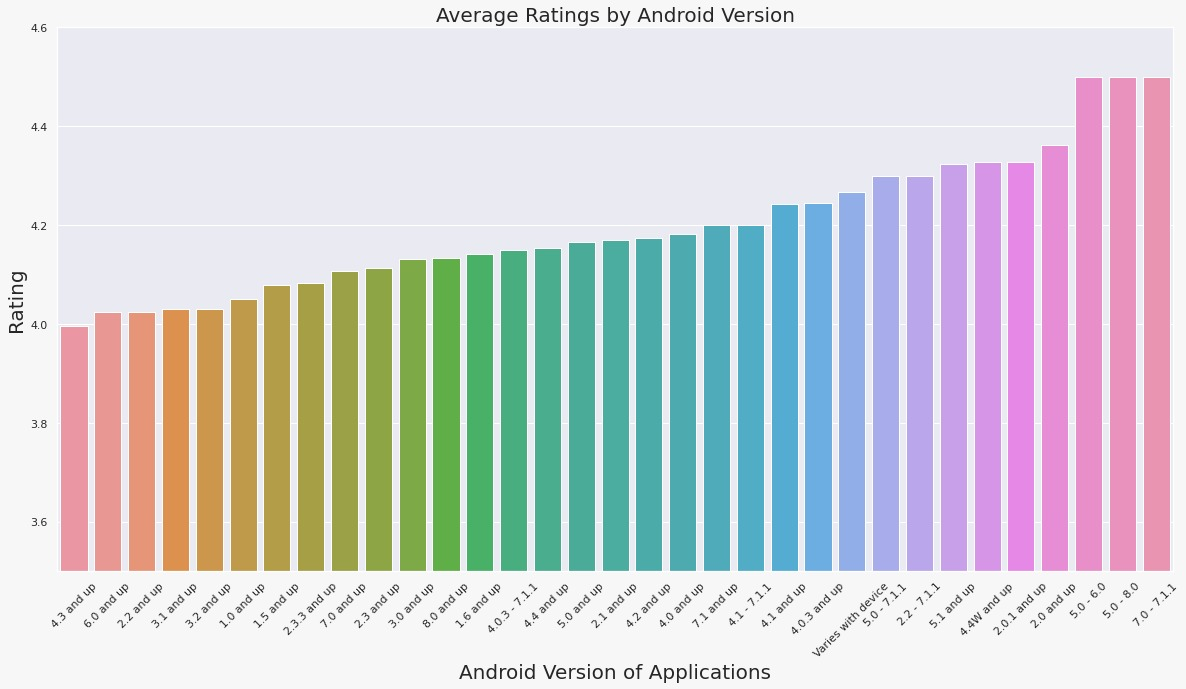 Average Ratings by Android Version
4.6
4.4
4.2
4.0
3.8
3.6
Rating
4.3 and up
6.0 and up
2.2 and up
3.1 and up
3.2 and up
1.0 and up
1.5 and up
2.3.3 and up
7.0 and up
2.3 and up
3.0 and up
8.0 and up
1.6 and up
4.0.3 - 7.1.1
4.4 and up
5.0 and up
2.1 and up
4.2 and up
4.0 and up
7.1 and up
4.1 - 7.1.1
4.1 and up
4.0.3 and up
Varies with device
5.0 - 7.1.1
2.2 - 7.1.1
5.1 and up
4.4W and up
2.0.1 and up
2.0 and up
5.0 - 6.0
5.0 - 8.0
7.0 - 7.1.1
Android Version of Applications